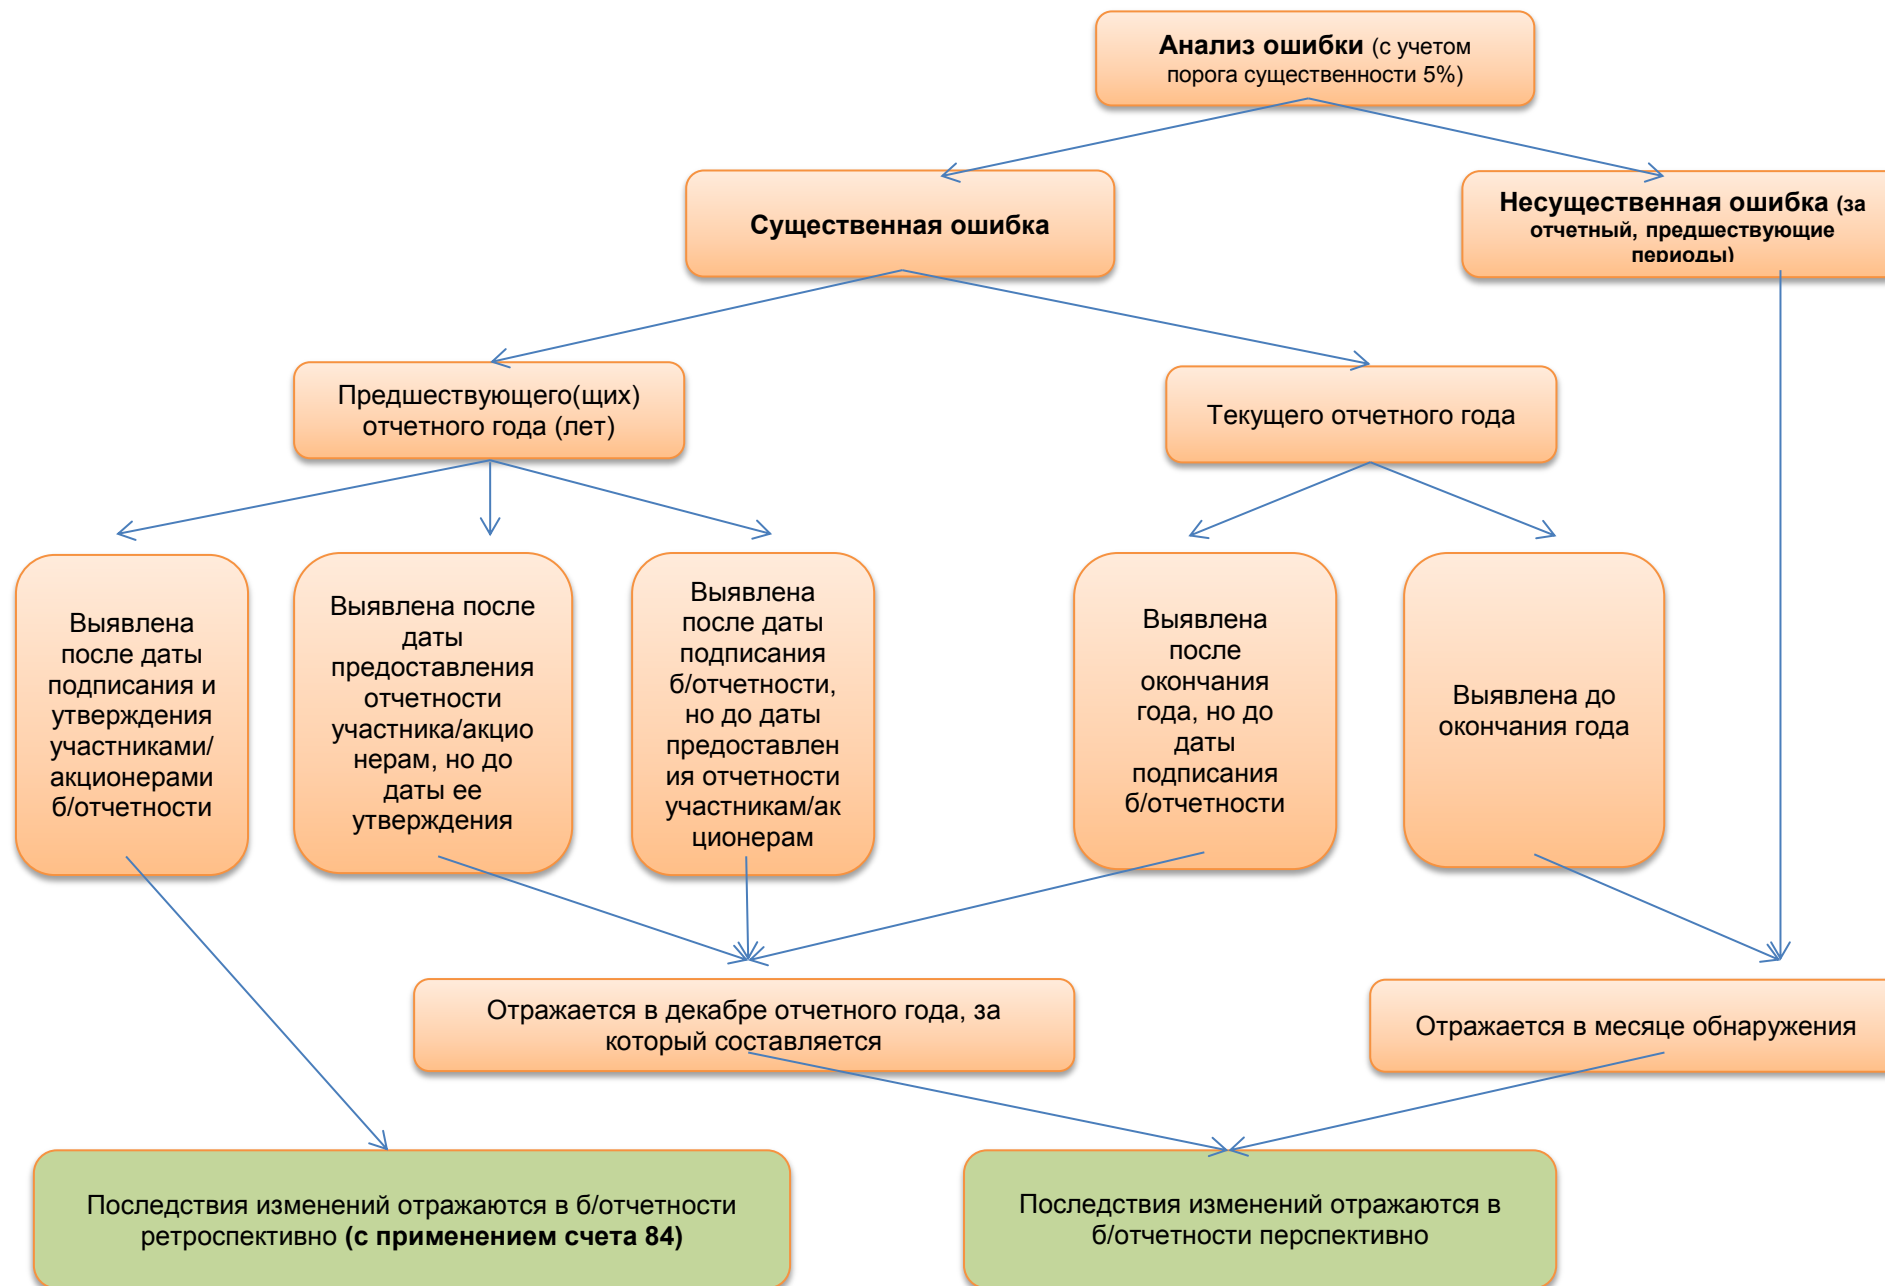 Анализ ошибки (с учетом
порога существенности 5%)
Существенная ошибка
Несущественная ошибка (за
отчетный, предшествующие
периоды)
Предшествующего(щих)
отчетного года (лет)
Текущего отчетного года
Выявлена
после даты
подписания и
утверждения
участниками/
акционерами
б/отчетности
Выявлена после
даты
предоставления
отчетности
участника/акцио
нерам, но до
даты ее
утверждения
Выявлена
после даты
подписания
б/отчетности,
но до даты
предоставлен
ия отчетности
участникам/ак
ционерам
Выявлена
после
окончания
года, но до
даты
подписания
б/отчетности
Выявлена до
окончания года
Отражается в декабре отчетного года, за
который составляется
Отражается в месяце обнаружения
Последствия изменений отражаются в б/отчетности
ретроспективно (с применением счета 84)
Последствия изменений отражаются в
б/отчетности перспективно